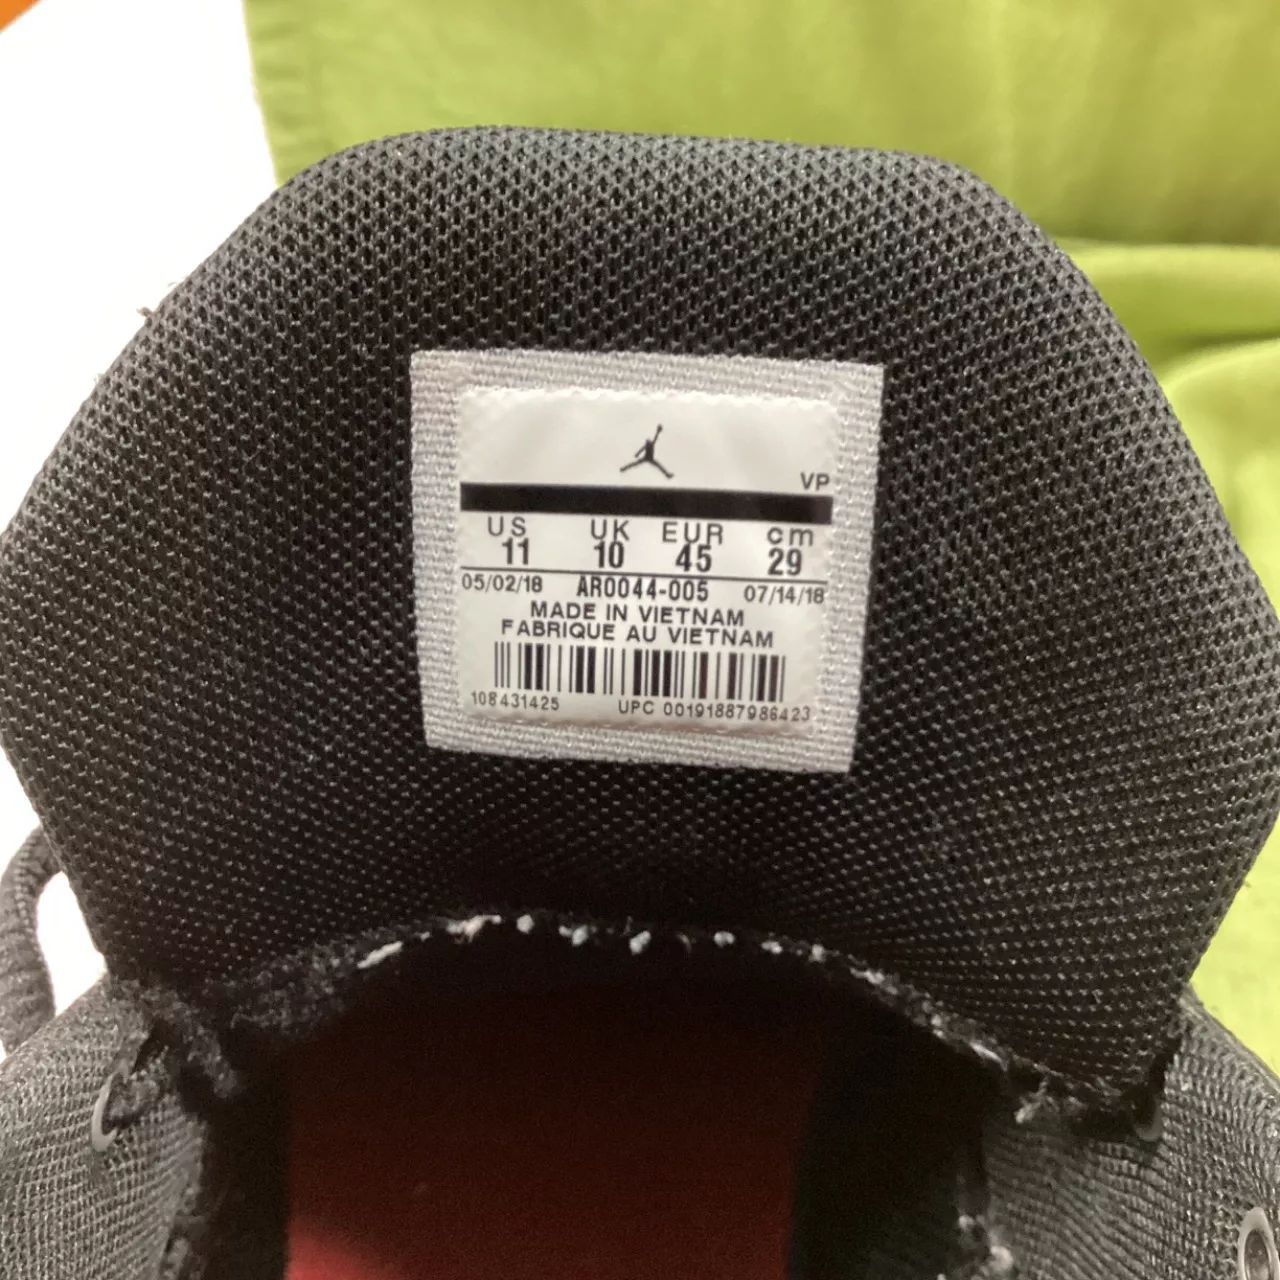 VP
US UK EUR cm
11 10 45 29
05/02/18 AR0044-005 07/14/18
MADE IN VIETNAM
FABRIQUE AU VIETNAM
108431425 UPC 00191887986423